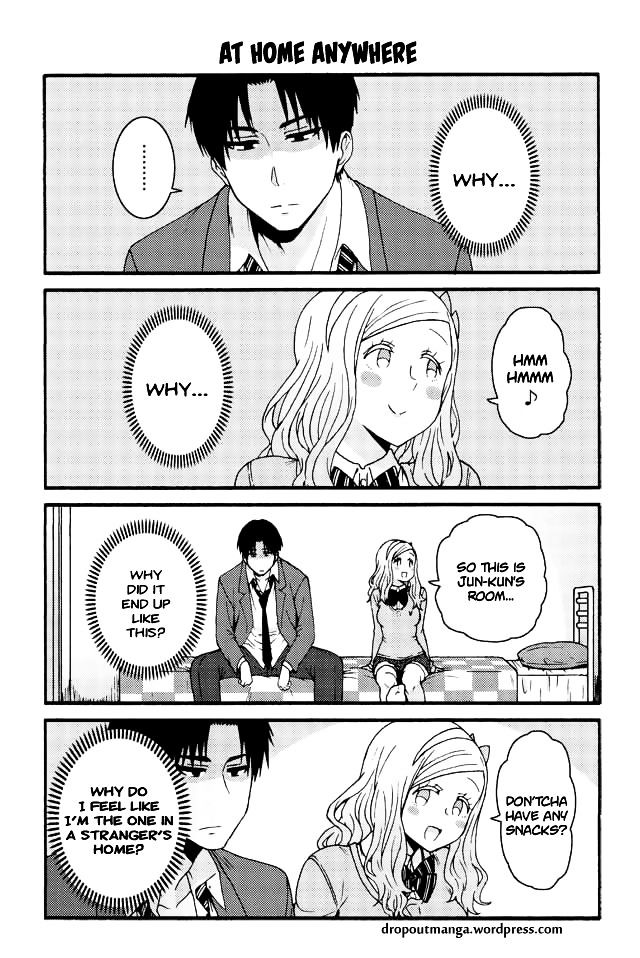 AT HOME ANYWHERE
.......
WHY...
WHY...
HMM
HMMM
♪
WHY
DID IT
END UP
LIKE
THIS?
SO THIS IS
JUN-KUN'S
ROOM...
WHY DO
I FEEL LIKE
I'M THE ONE IN
A STRANGER'S
HOME?
DON'TCHA
HAVE ANY
SNACKS?
dropoutmanga.wordpress.com